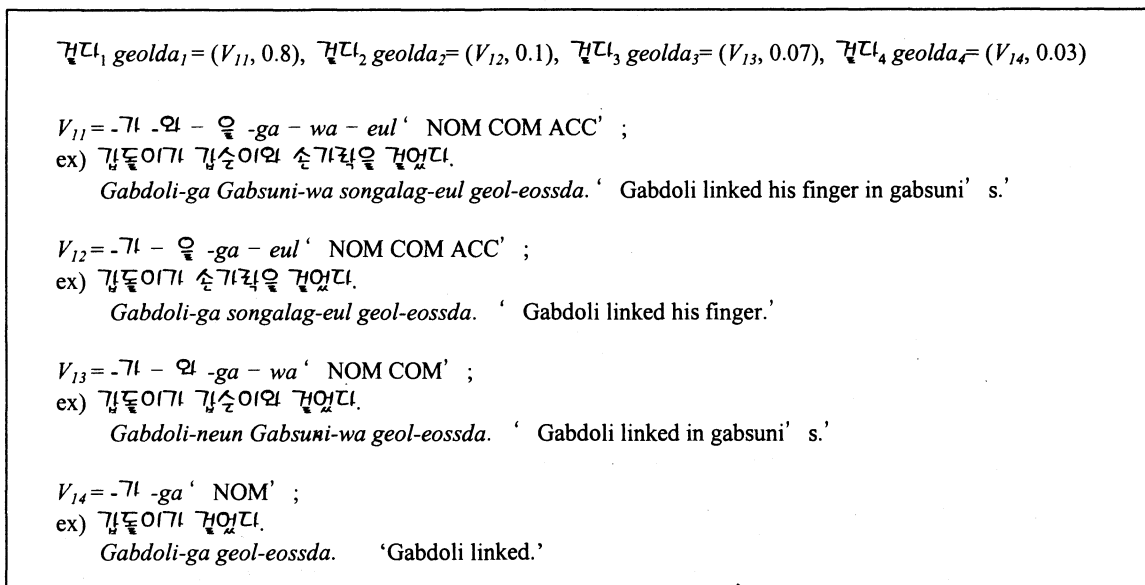 걷다₁ geolda₁= (V₁₁, 0.8), 걷다₂ geolda₂= (V₁₂, 0.1), 걷다₃ geolda₃= (V₁₃, 0.07), 걷다₄ geolda₄= (V₁₄, 0.03)
V₁₁= -가 -와 – 을 -ga – wa – eul ‘ NOM COM ACC’ ;
ex) 갑돌이가 갑순이와 손가락을 걸었다.
Gabdoli-ga Gabsuni-wa songalag-eul geol-eossda. ‘ Gabdoli linked his finger in gabsuni’ s.’
V₁₂= -가 – 을 -ga – eul ‘ NOM COM ACC’ ;
ex) 갑돌이가 손가락을 걸었다.
Gabdoli-ga songalag-eul geol-eossda. ‘ Gabdoli linked his finger.’
V₁₃= -가 – 와 -ga – wa ‘ NOM COM’ ;
ex) 갑돌이가 갑순이와 걸었다.
Gabdoli-neun Gabsuni-wa geol-eossda. ‘ Gabdoli linked in gabsuni’ s.’
V₁₄= -가 -ga ‘ NOM’ ;
ex) 갑돌이가 걸었다.
Gabdoli-ga geol-eossda. ‘Gabdoli linked.’